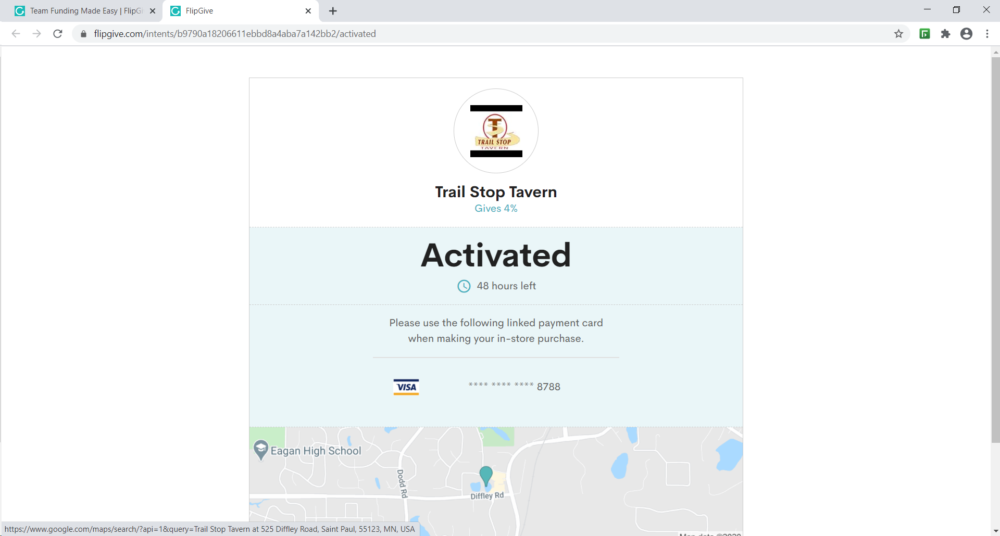 Team Funding Made Easy | FlipGi
FlipGive
flipgive.com/intents/b9790a18206611ebbd8a4aba7a142bb2/activated
T
TRAIL STOP
TAVERN
Trail Stop Tavern
Gives 4%
Activated
48 hours left
Please use the following linked payment card
when making your in-store purchase.
VISA
**** **** **** 8788
Eagan High School
Dodd Rd
Diffley Rd
https://www.google.com/maps/search/?api=1&query=Trail Stop Tavern at 525 Diffley Road, Saint Paul, 55123, MN, USA
Map data ©2020